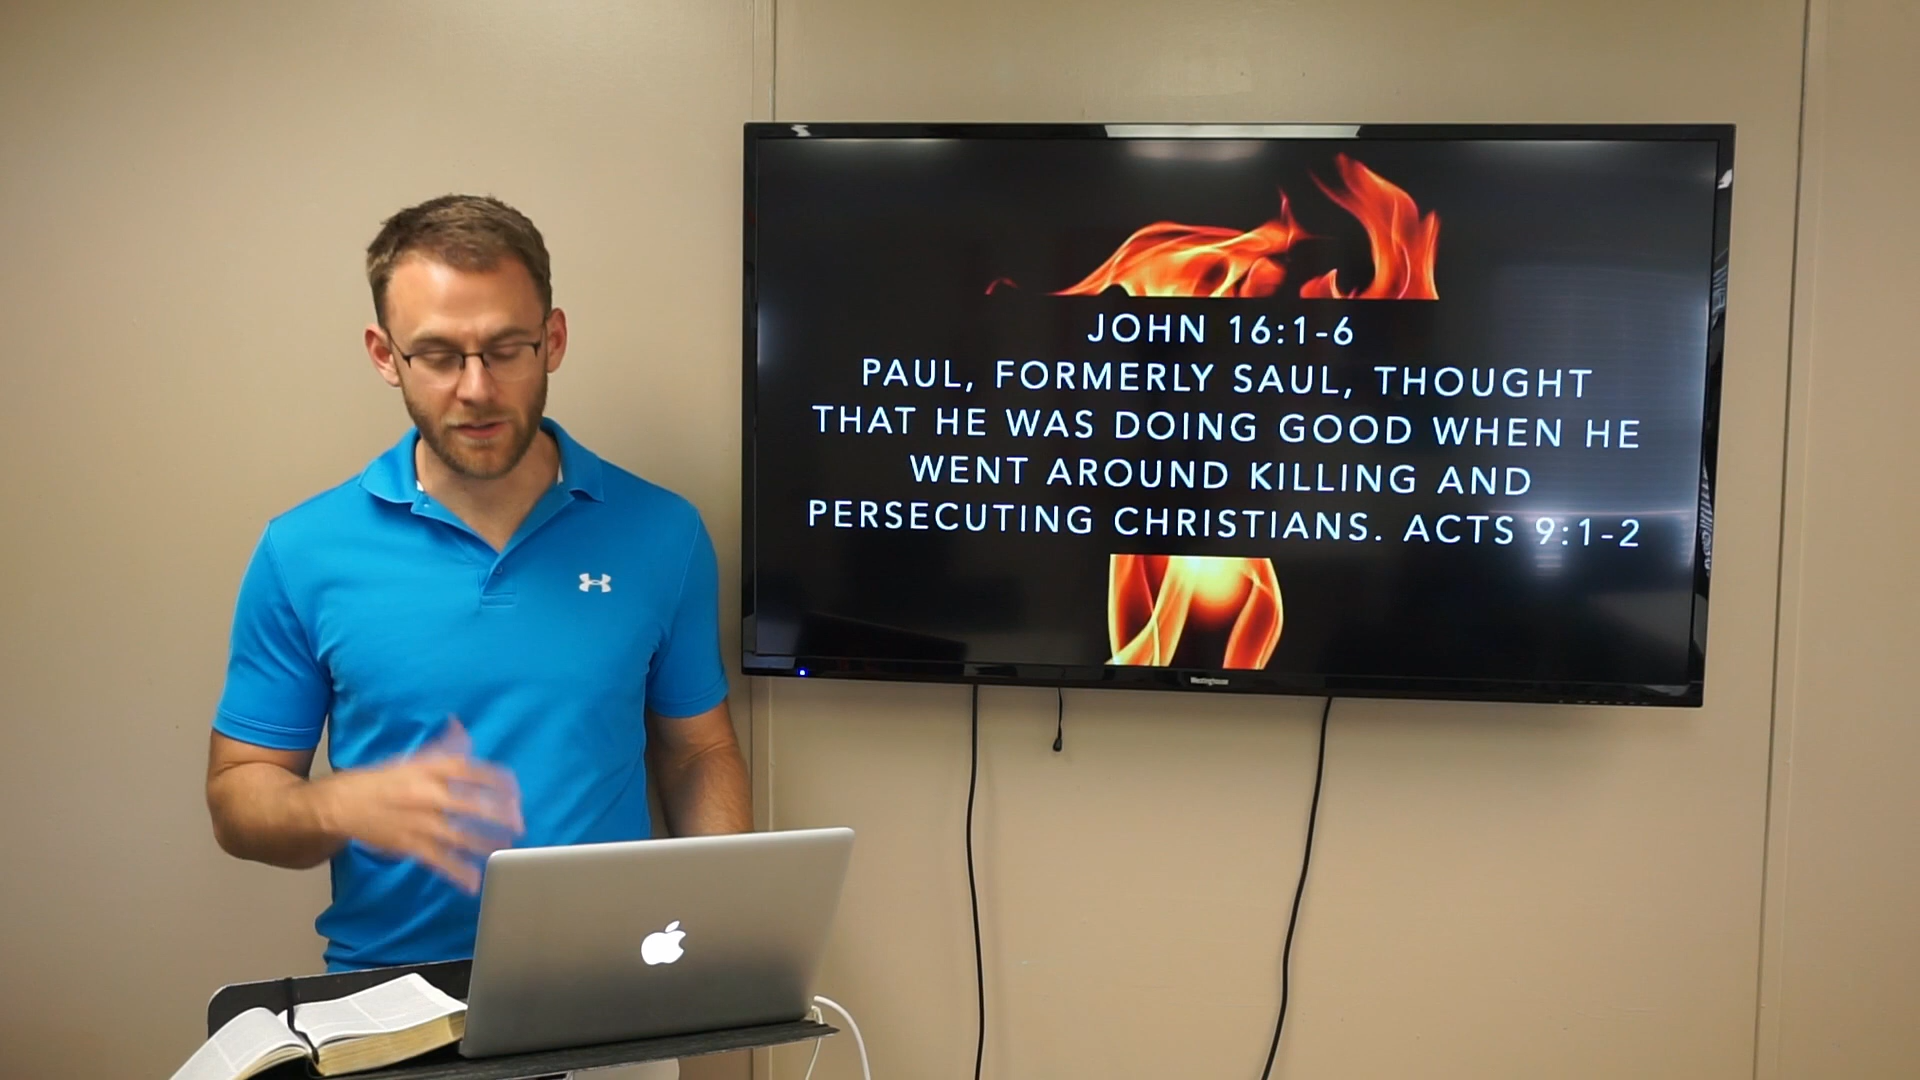 JOHN 16:1-6
PAUL, FORMERLY SAUL, THOUGHT
THAT HE WAS DOING GOOD WHEN HE
WENT AROUND KILLING AND
PERSECUTING CHRISTIANS. ACTS 9:1-2
Westinghouse